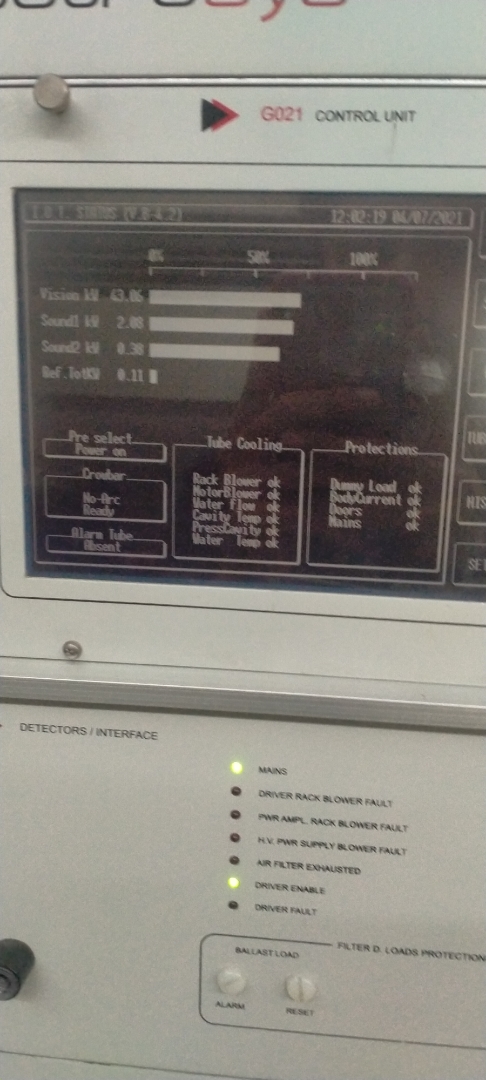 G021 CONTROL UNIT
I.O.T. STATUS (V.B-4.2) 12:02:19 04/07/2021
0% 50% 100%
Vision kW 43.06
Sound1 kW 2.08
Sound2 kW 0.38
Ref.TotKW 0.11
Pre select
Power on
Crowbar
No-Arc
Ready
Alarm Tube
Absent
Tube Cooling
Rack Blower ok
MotorBlower ok
Water Flow ok
Cavity Temp ok
PressCavity ok
Water Temp ok
Protections
Dummy Load ok
BodyCurrent ok
Doors ok
Mains ok
DETECTORS / INTERFACE
MAINS
DRIVER RACK BLOWER FAULT
PWR AMPL. RACK BLOWER FAULT
H.V. PWR SUPPLY BLOWER FAULT
AIR FILTER EXHAUSTED
DRIVER ENABLE
DRIVER FAULT
BALLAST LOAD
ALARM
RESET
FILTER D. LOADS PROTECTION